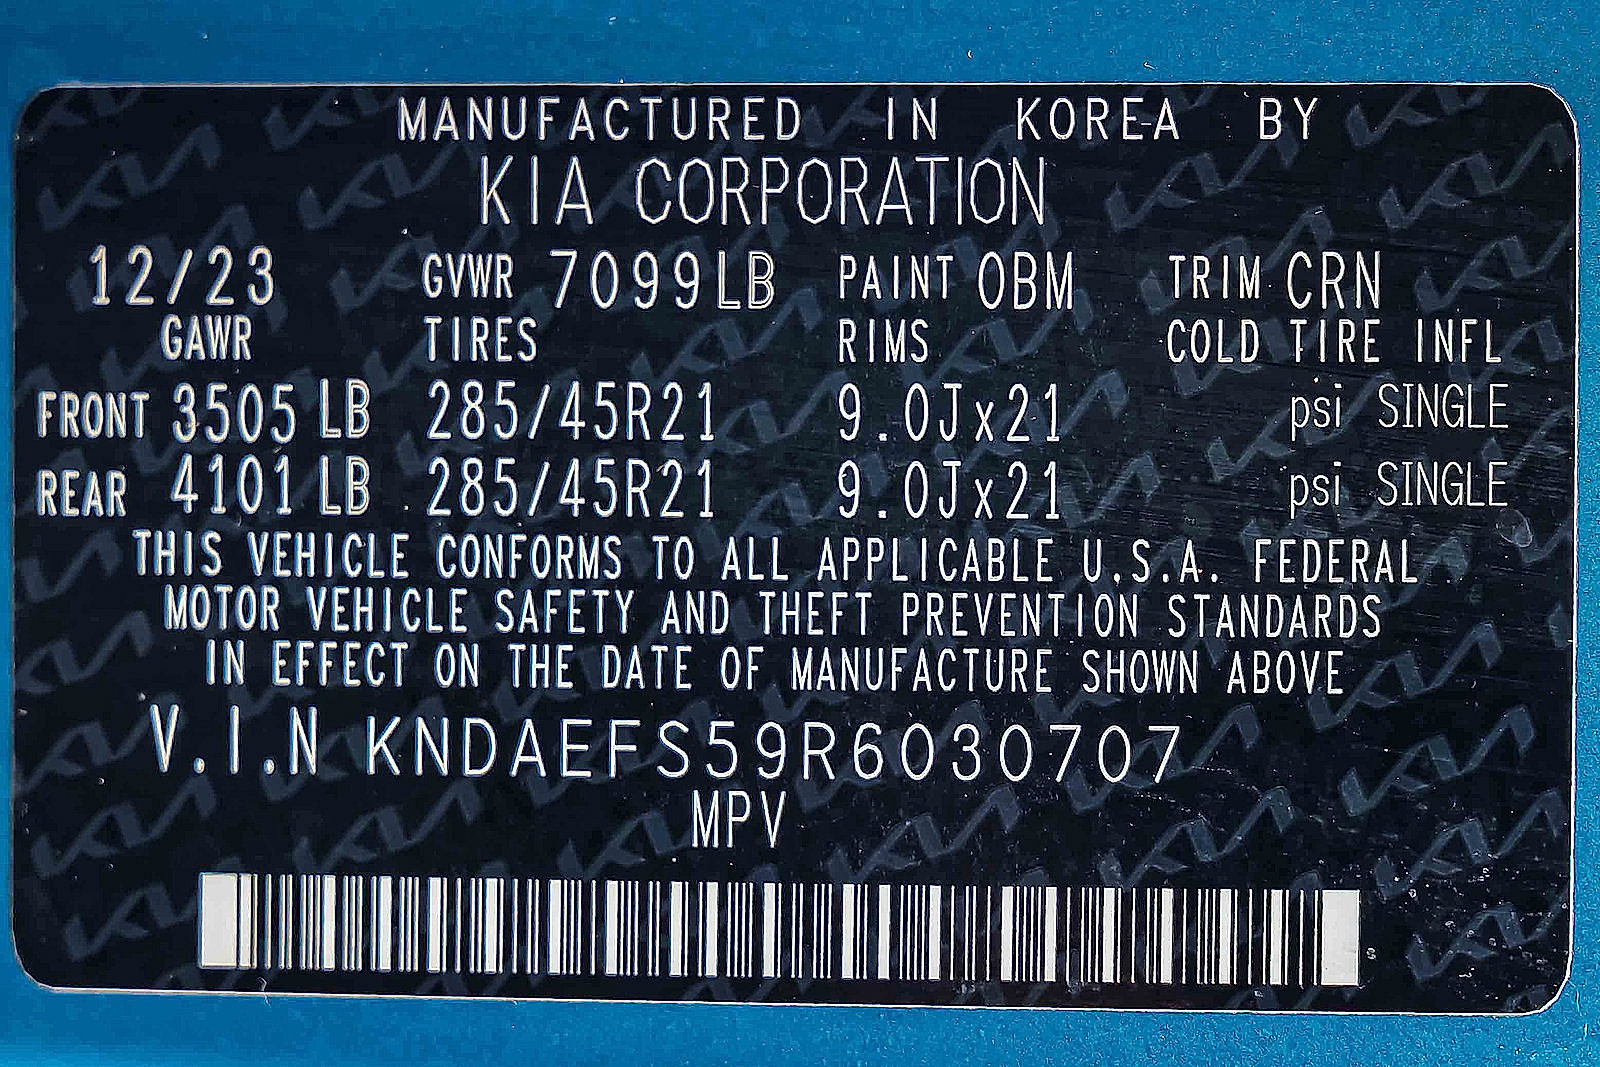 MANUFACTURED IN KOREA BY
KIA CORPORATION
12/23 GVWR 7099LB PAINT OBM TRIM CRN
GAWR TIRES RIMS COLD TIRE INFL
FRONT 3505 LB 285/45R21 9.0Jx21 psi SINGLE
REAR 4101 LB 285/45R21 9.0Jx21 psi SINGLE
THIS VEHICLE CONFORMS TO ALL APPLICABLE U.S.A. FEDERAL
MOTOR VEHICLE SAFETY AND THEFT PREVENTION STANDARDS
IN EFFECT ON THE DATE OF MANUFACTURE SHOWN ABOVE
V.I.N KNDAEFS59R6030707
MPV
s